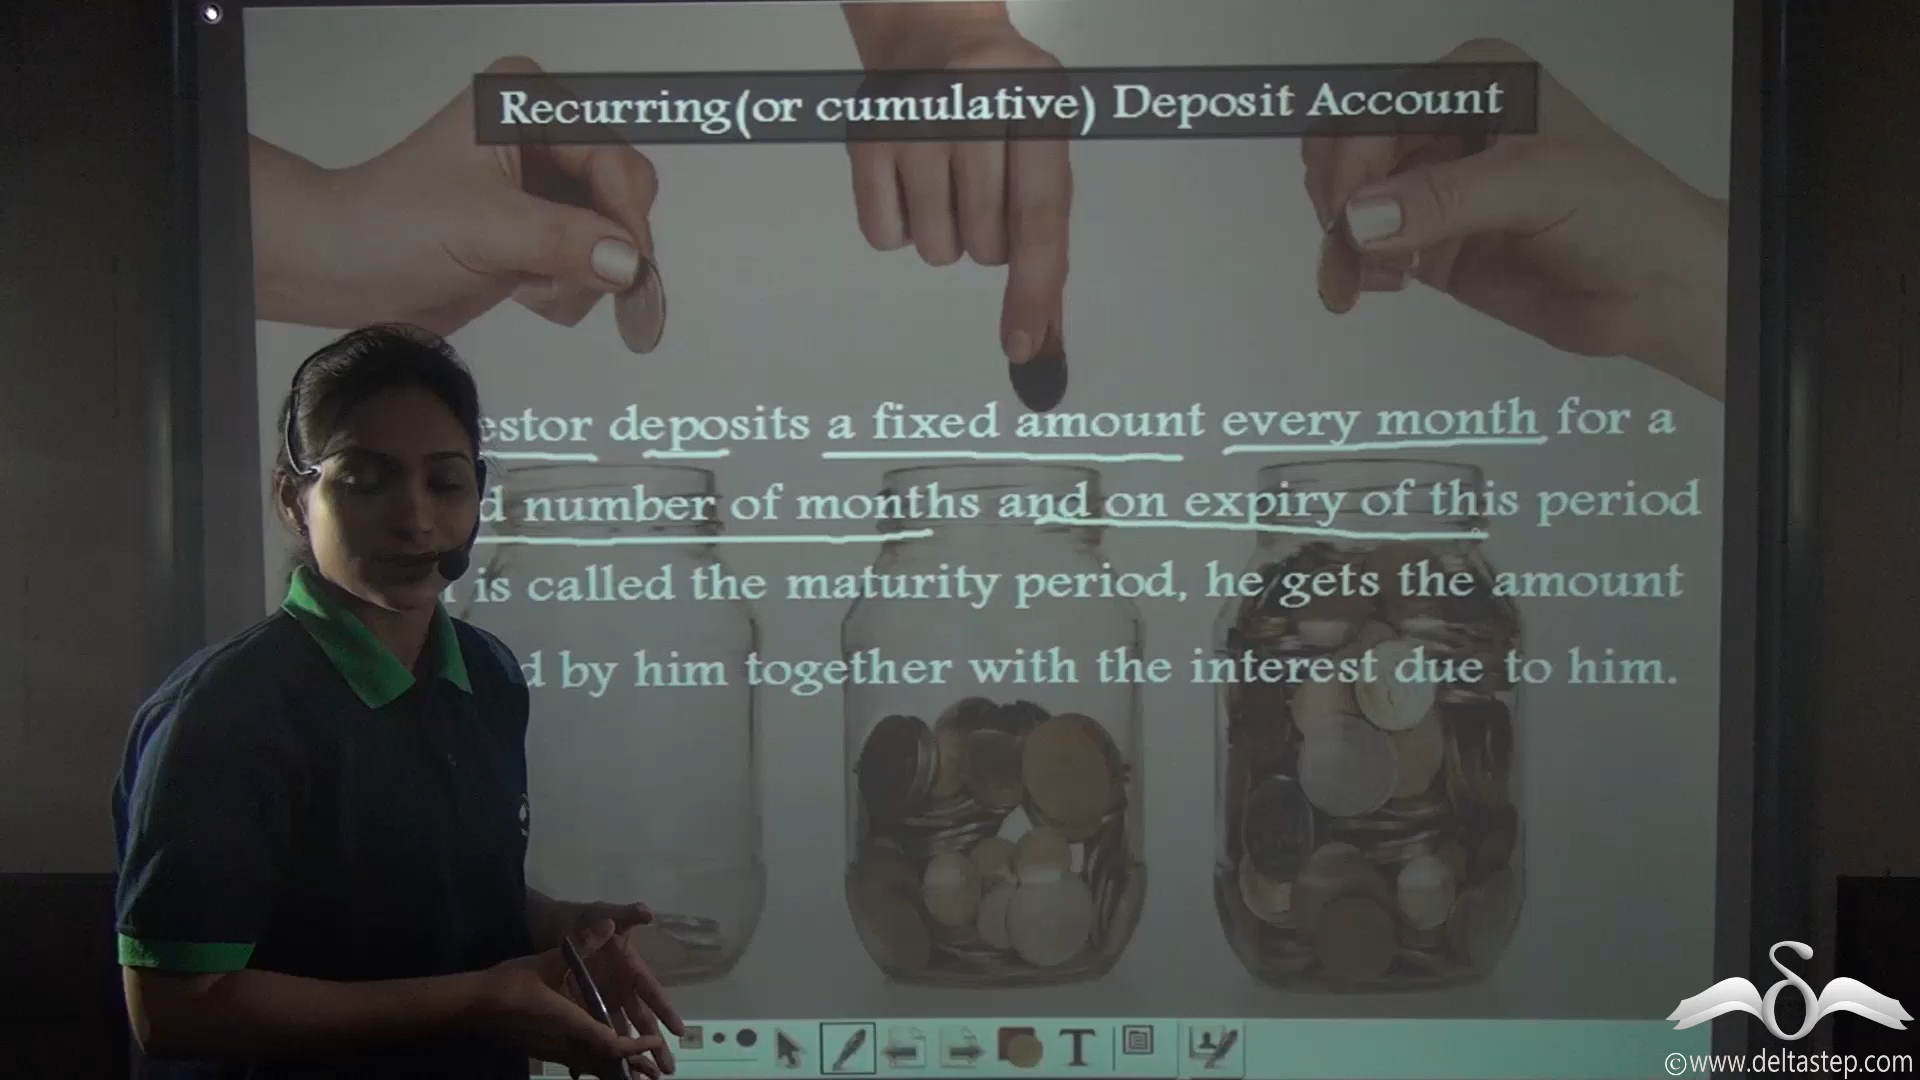 Recurring(or cumulative) Deposit Account
estor deposits a fixed amount every month for a
d number of months and on expiry of this period
is called the maturity period, he gets the amount
d by him together with the interest due to him.
T
©www.deltastep.com